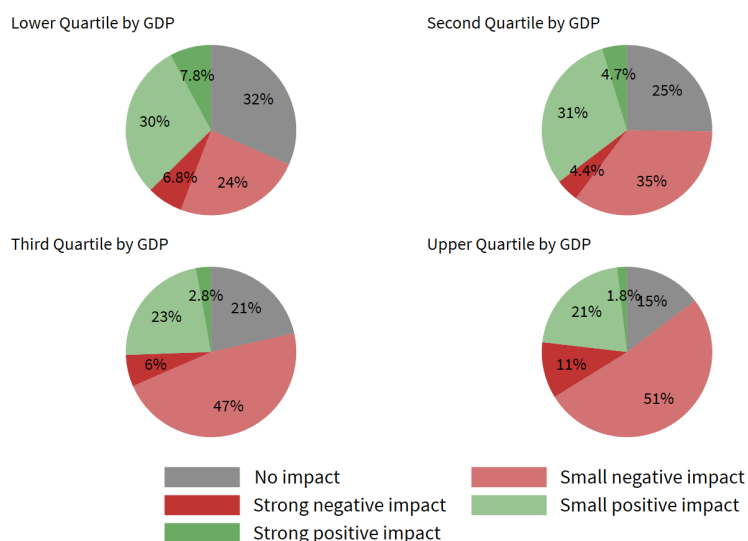 Lower Quartile by GDP
7.8%
32%
30%
6.8%
24%
Second Quartile by GDP
4.7%
25%
31%
4.4%
35%
Third Quartile by GDP
2.8%
21%
23%
6%
47%
Upper Quartile by GDP
1.8%
15%
21%
11%
51%
No impact
Small negative impact
Strong negative impact
Small positive impact
Strong positive impact